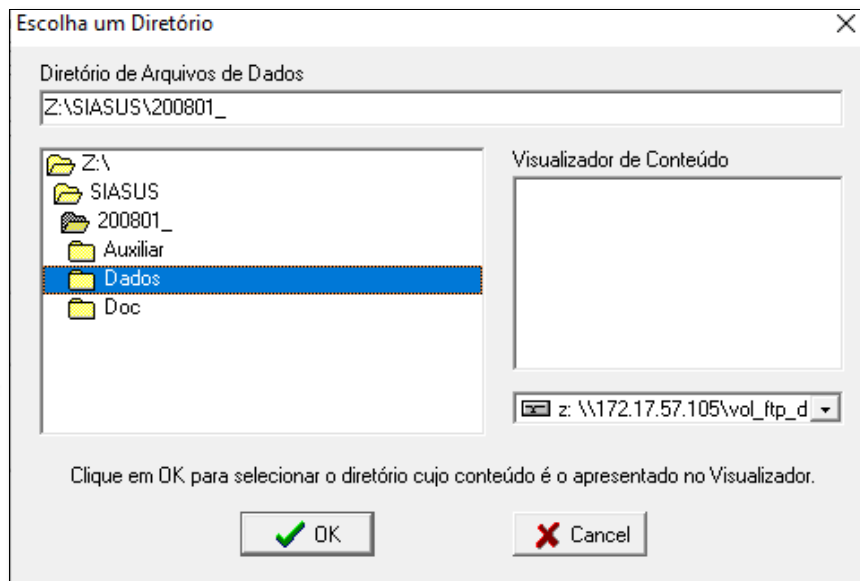 Escolha um Diretório
Diretório de Arquivos de Dados
Z:\SIASUS\200801_
Z:\
SIASUS
200801_
Auxiliar
Dados
Doc
Visualizador de Conteúdo
z: \\172.17.57.105\vol_ftp_d
Clique em OK para selecionar o diretório cujo conteúdo é o apresentado no Visualizador.
OK
Cancel